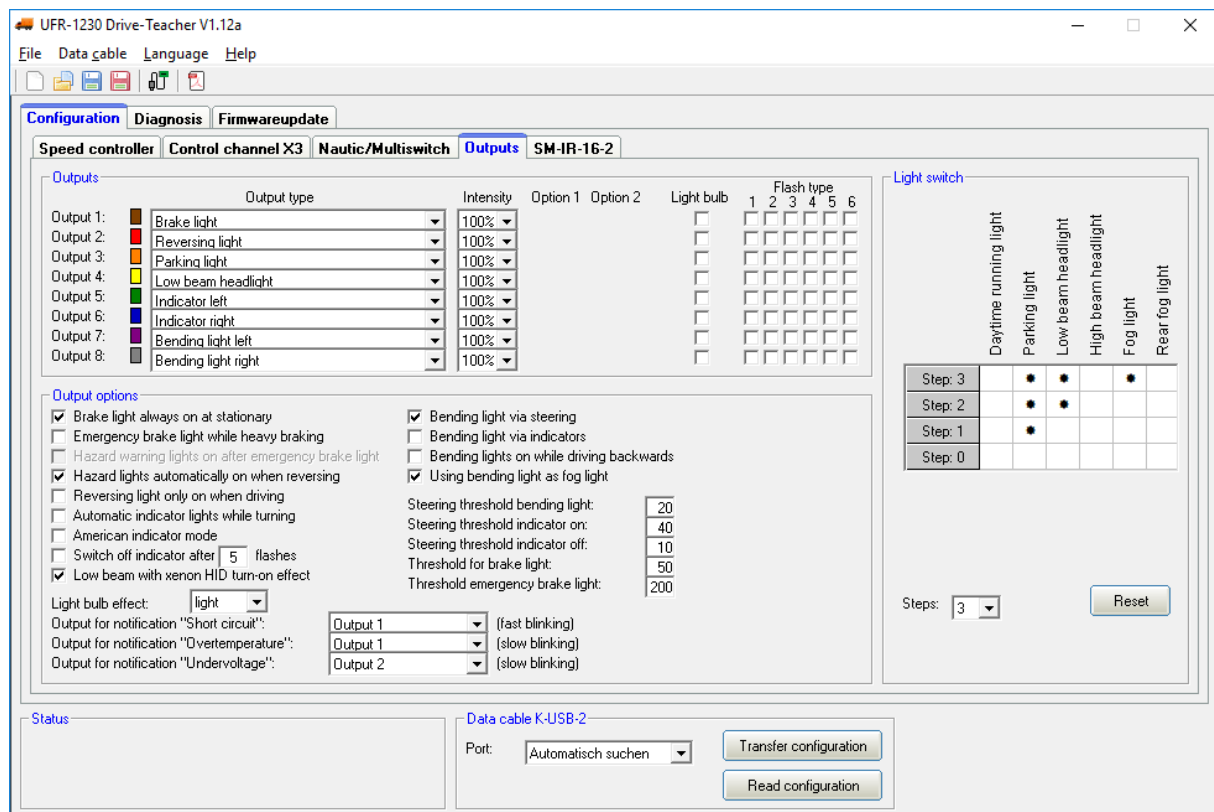 UFR-1230 Drive-Teacher V1.12a
File Data cable Language Help
Configuration Diagnosis Firmwareupdate
Speed controller Control channel X3 Nautic/Multiswitch Outputs SM-IR-16-2
Outputs
Output type Intensity Option 1 Option 2 Light bulb Flash type
1 2 3 4 5 6
Output 1: Brake light 100%
Output 2: Reversing light 100%
Output 3: Parking light 100%
Output 4: Low beam headlight 100%
Output 5: Indicator left 100%
Output 6: Indicator right 100%
Output 7: Bending light left 100%
Output 8: Bending light right 100%
Output options
Brake light always on at stationary
Emergency brake light while heavy braking
Hazard warning lights on after emergency brake light
Hazard lights automatically on when reversing
Reversing light only on when driving
Automatic indicator lights while turning
American indicator mode
Switch off indicator after 5 flashes
Low beam with xenon HID turn-on effect
Light bulb effect: light
Bending light via steering
Bending light via indicators
Bending lights on while driving backwards
Using bending light as fog light
Steering threshold bending light: 20
Steering threshold indicator on: 40
Steering threshold indicator off: 10
Threshold for brake light: 50
Threshold emergency brake light: 200
Output for notification "Short circuit": Output 1 (fast blinking)
Output for notification "Overtemperature": Output 1 (slow blinking)
Output for notification "Undervoltage": Output 2 (slow blinking)
Light switch
Daytime running light
Parking light
Low beam headlight
High beam headlight
Fog light
Rear fog light
Step: 3
Step: 2
Step: 1
Step: 0
Steps: 3 Reset
Status
Data cable K-USB-2
Port: Automatisch suchen Transfer configuration
Read configuration